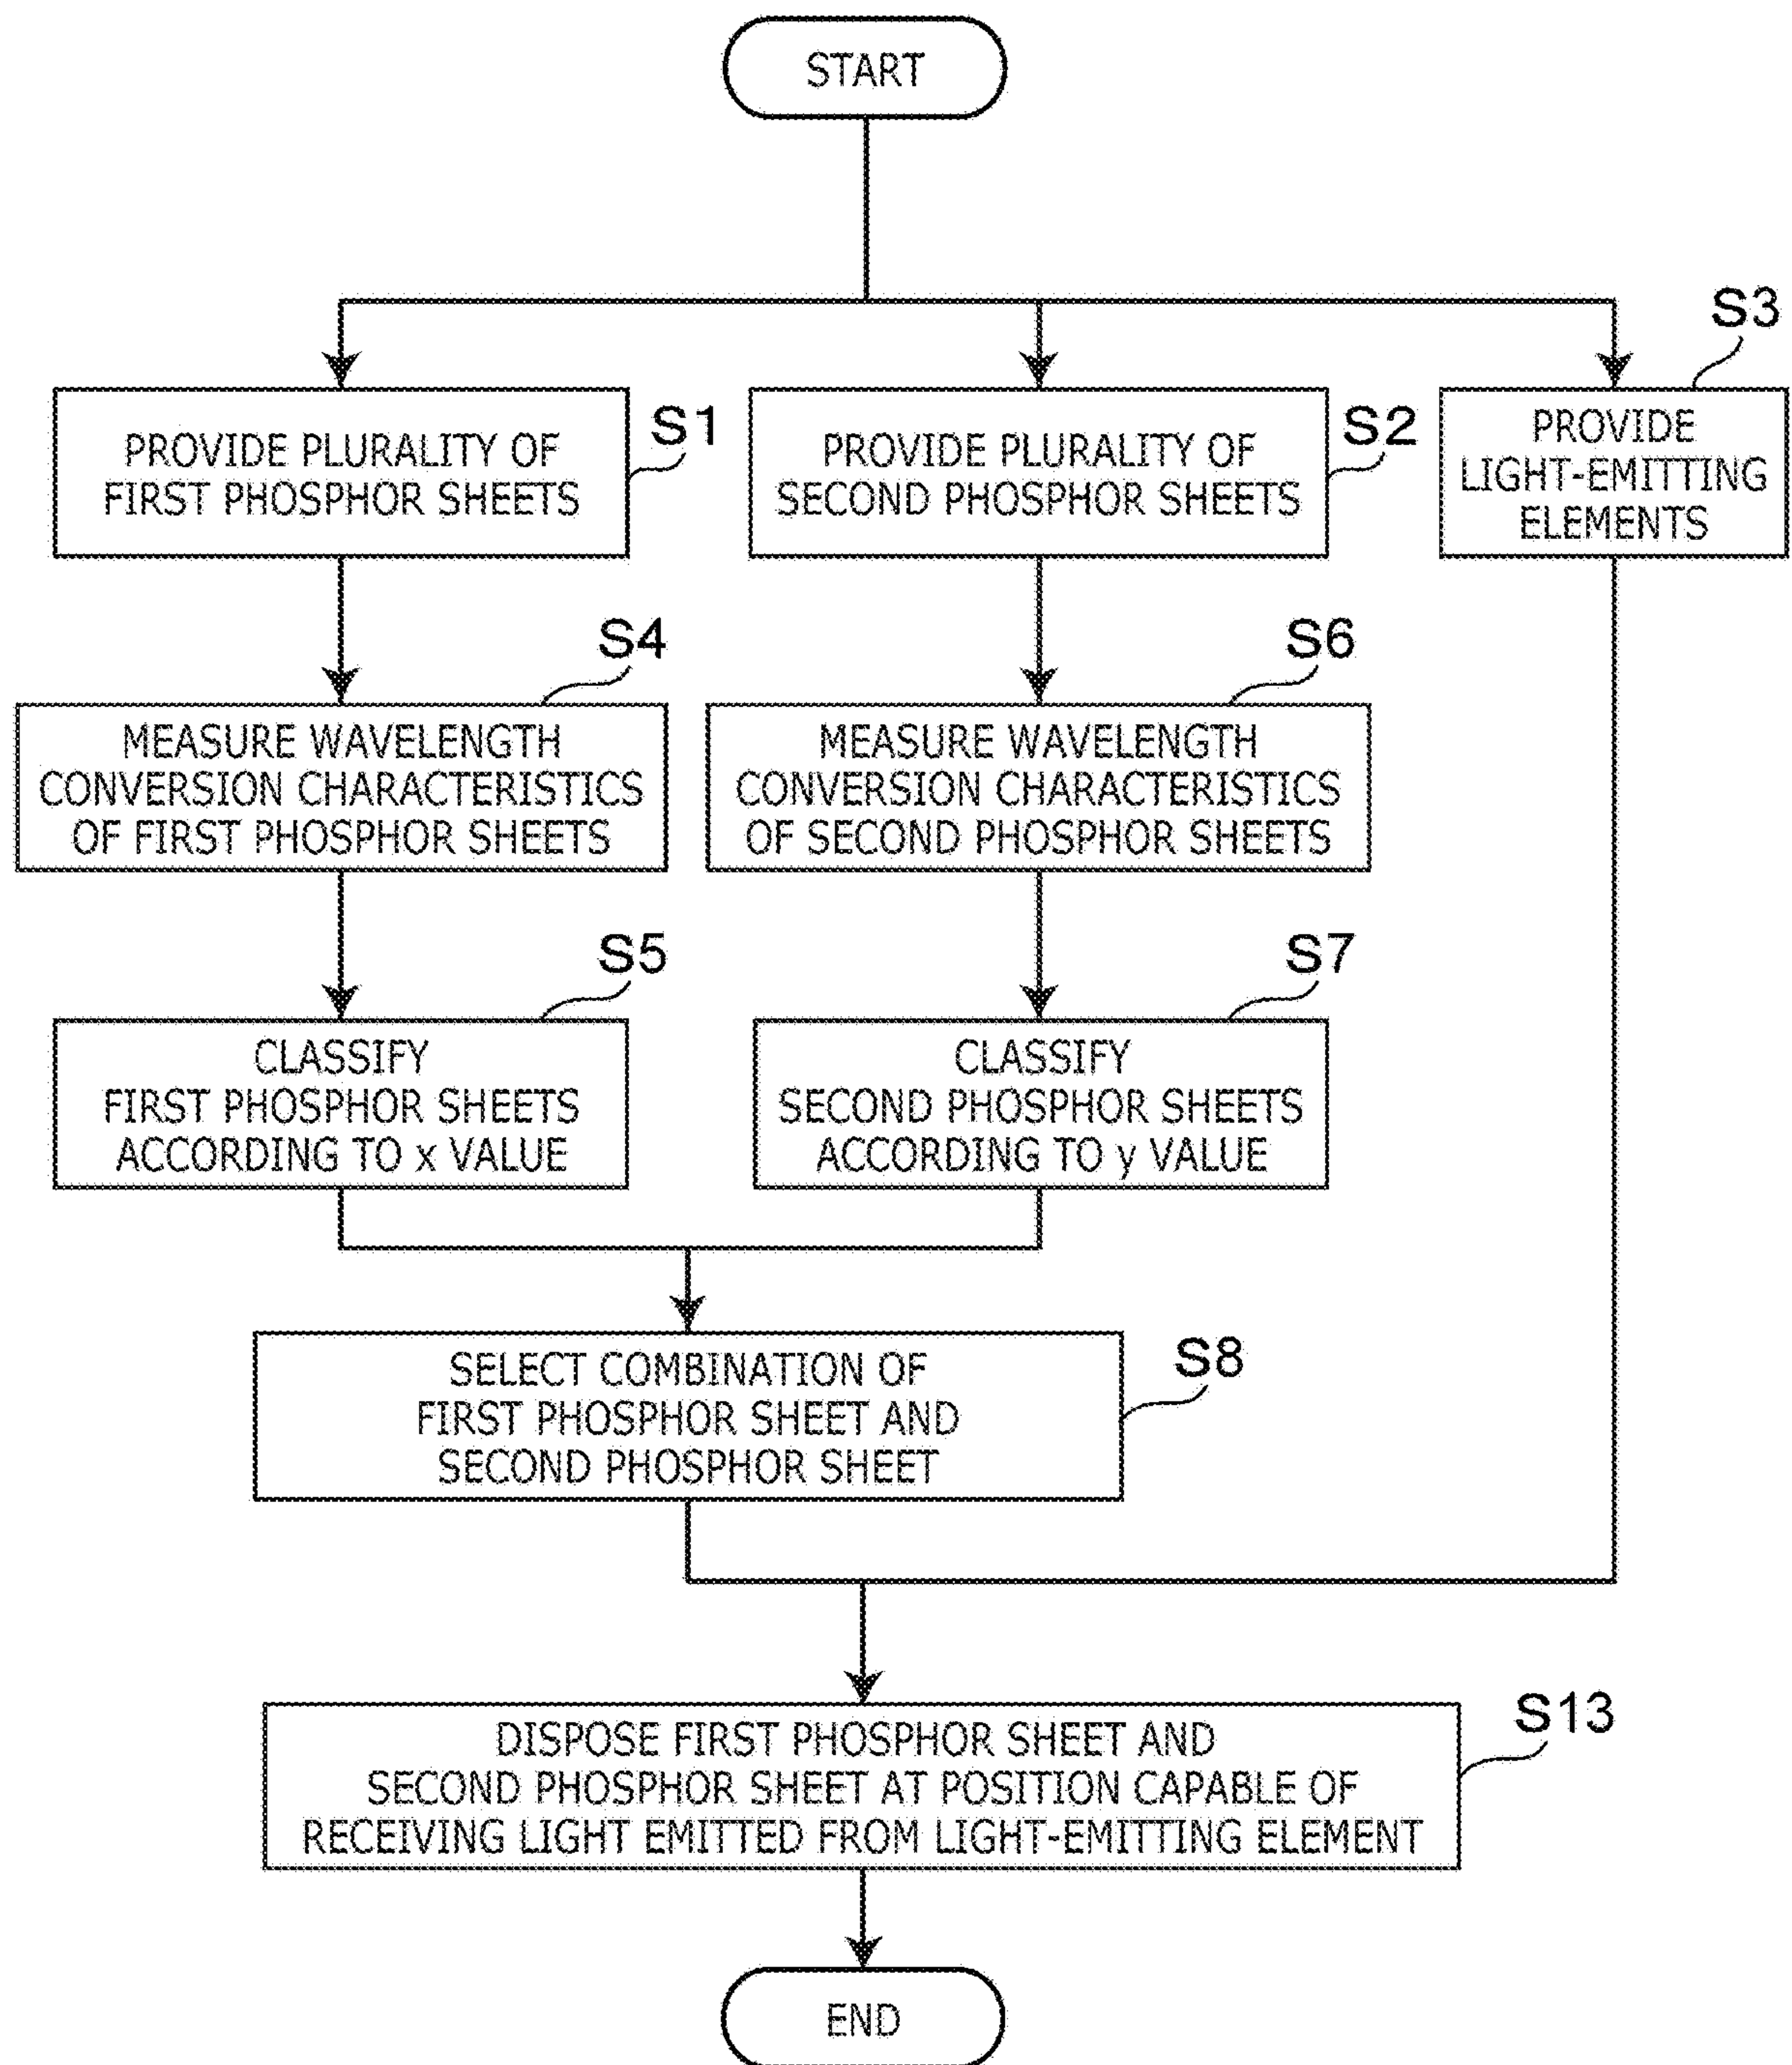 START
S3
S1
PROVIDE PLURALITY OF
FIRST PHOSPHOR SHEETS
S2
PROVIDE PLURALITY OF
SECOND PHOSPHOR SHEETS
PROVIDE
LIGHT-EMITTING
ELEMENTS
S4
MEASURE WAVELENGTH
CONVERSION CHARACTERISTICS
OF FIRST PHOSPHOR SHEETS
S6
MEASURE WAVELENGTH
CONVERSION CHARACTERISTICS
OF SECOND PHOSPHOR SHEETS
S5
CLASSIFY
FIRST PHOSPHOR SHEETS
ACCORDING TO x VALUE
S7
CLASSIFY
SECOND PHOSPHOR SHEETS
ACCORDING TO y VALUE
S8
SELECT COMBINATION OF
FIRST PHOSPHOR SHEET AND
SECOND PHOSPHOR SHEET
S13
DISPOSE FIRST PHOSPHOR SHEET AND
SECOND PHOSPHOR SHEET AT POSITION CAPABLE OF
RECEIVING LIGHT EMITTED FROM LIGHT-EMITTING ELEMENT
END